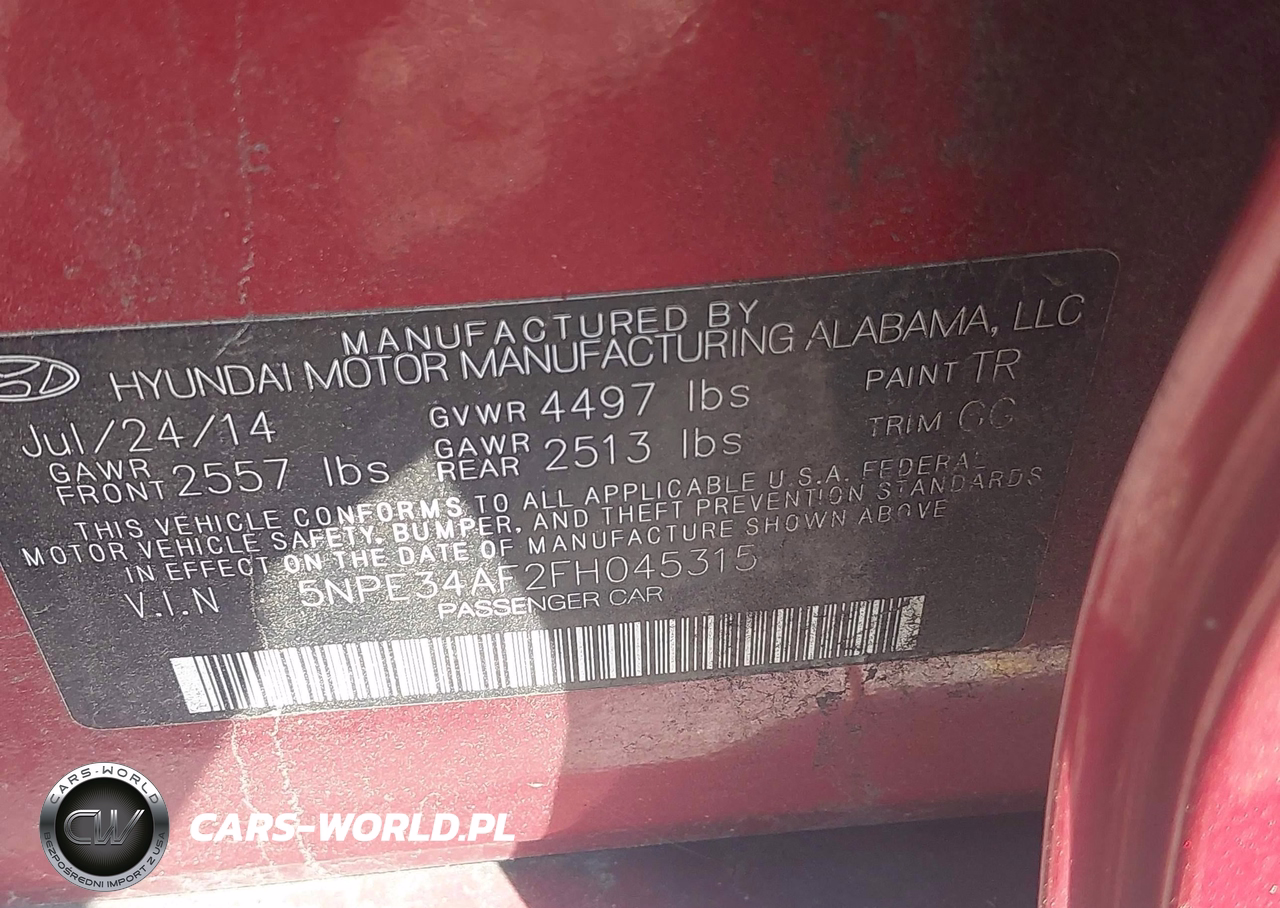 MANUFACTURED BY
HYUNDAI MOTOR MANUFACTURING ALABAMA, LLC
Jul/24/14 GVWR 4497 lbs PAINT TR
GAWR FRONT 2557 lbs GAWR REAR 2513 lbs TRIM GG
THIS VEHICLE CONFORMS TO ALL APPLICABLE U.S.A. FEDERAL
MOTOR VEHICLE SAFETY, BUMPER, AND THEFT PREVENTION STANDARDS
IN EFFECT ON THE DATE OF MANUFACTURE SHOWN ABOVE
V.I.N 5NPE34AF2FH045315
PASSENGER CAR
CARS-WORLD
CW
BEZPOŚREDNI IMPORT Z USA
CARS-WORLD.PL